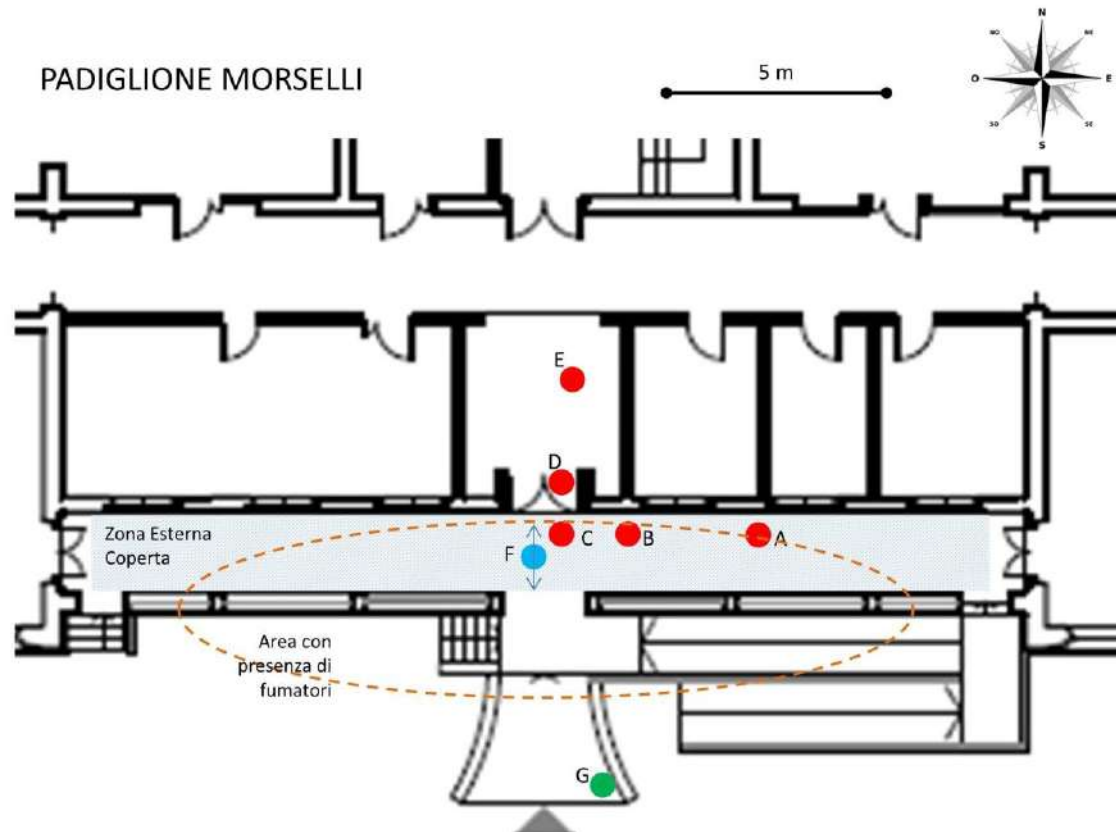 N
NO
NE
PADIGLIONE MORSELLI
5 m
O
E
SO
SE
S
E
D
Zona Esterna
Coperta
F
C
B
A
Area con
presenza di
fumatori
G